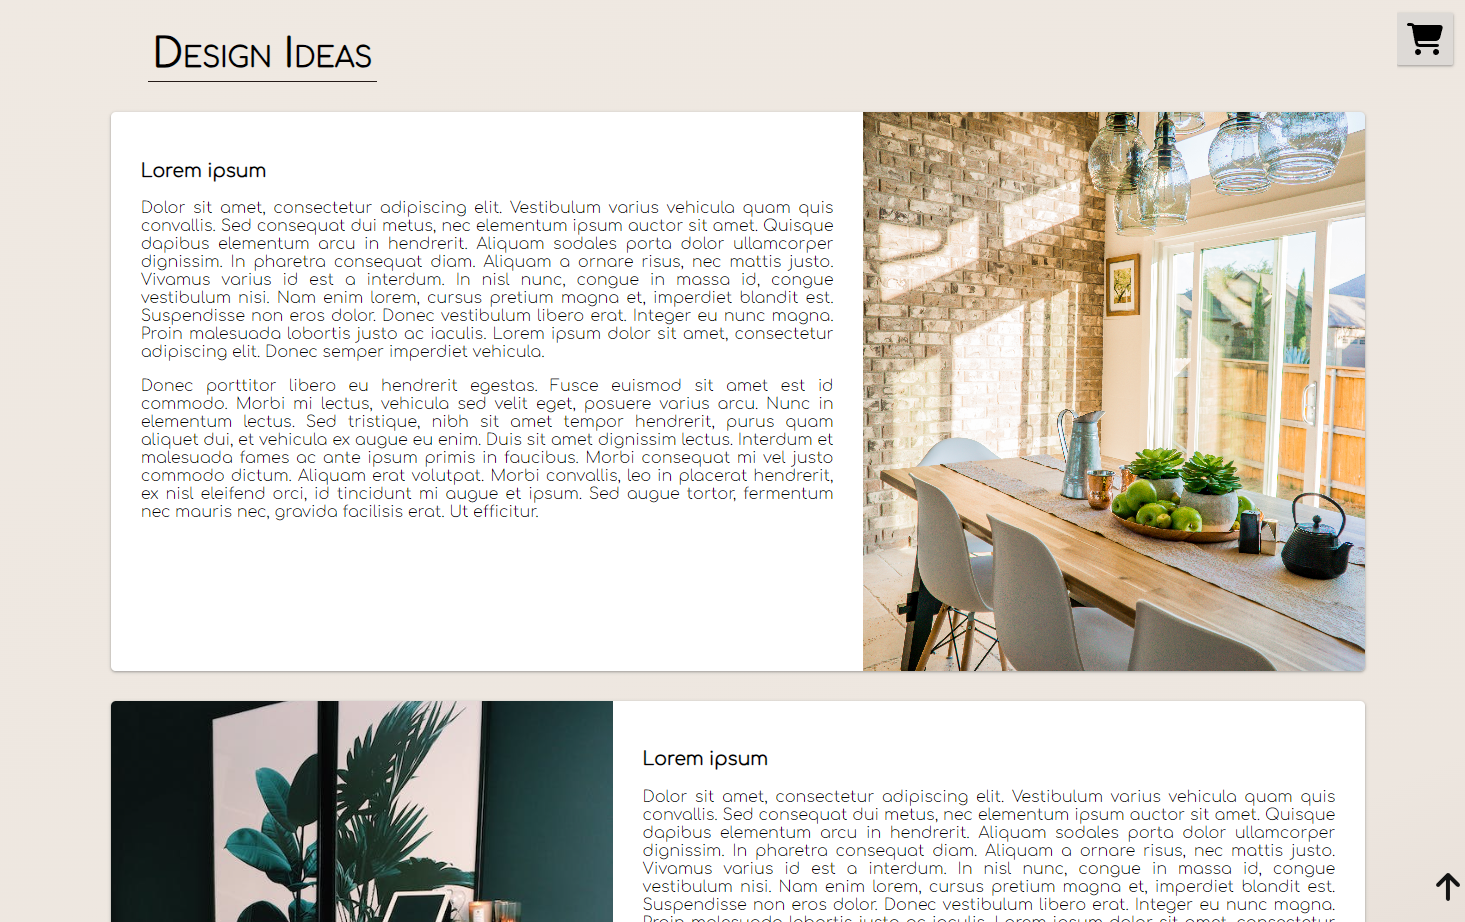 Design Ideas
Lorem ipsum
Dolor sit amet, consectetur adipiscing elit. Vestibulum varius vehicula quam quis
convallis. Sed consequat dui metus, nec elementum ipsum auctor sit amet. Quisque
dapibus elementum arcu in hendrerit. Aliquam sodales porta dolor ullamcorper
dignissim. In pharetra consequat diam. Aliquam a ornare risus, nec mattis justo.
Vivamus varius id est a interdum. In nisl nunc, congue in massa id, congue
vestibulum nisi. Nam enim lorem, cursus pretium magna et, imperdiet blandit est.
Suspendisse non eros dolor. Donec vestibulum libero erat. Integer eu nunc magna.
Proin malesuada lobortis justo ac iaculis. Lorem ipsum dolor sit amet, consectetur
adipiscing elit. Donec semper imperdiet vehicula.
Donec porttitor libero eu hendrerit egestas. Fusce euismod sit amet est id
commodo. Morbi mi lectus, vehicula sed velit eget, posuere varius arcu. Nunc in
elementum lectus. Sed tristique, nibh sit amet tempor hendrerit, purus quam
aliquet dui, et vehicula ex augue eu enim. Duis sit amet dignissim lectus. Interdum et
malesuada fames ac ante ipsum primis in faucibus. Morbi consequat mi vel justo
commodo dictum. Aliquam erat volutpat. Morbi convallis, leo in placerat hendrerit,
ex nisl eleifend orci, id tincidunt mi augue et ipsum. Sed augue tortor, fermentum
nec mauris nec, gravida facilisis erat. Ut efficitur.
Lorem ipsum
Dolor sit amet, consectetur adipiscing elit. Vestibulum varius vehicula quam quis
convallis. Sed consequat dui metus, nec elementum ipsum auctor sit amet. Quisque
dapibus elementum arcu in hendrerit. Aliquam sodales porta dolor ullamcorper
dignissim. In pharetra consequat diam. Aliquam a ornare risus, nec mattis justo.
Vivamus varius id est a interdum. In nisl nunc, congue in massa id, congue
vestibulum nisi. Nam enim lorem, cursus pretium magna et, imperdiet blandit est.
Suspendisse non eros dolor. Donec vestibulum libero erat. Integer eu nunc magna.
Proin malesuada lobortis justo ac iaculis. Lorem ipsum dolor sit amet, consectetur